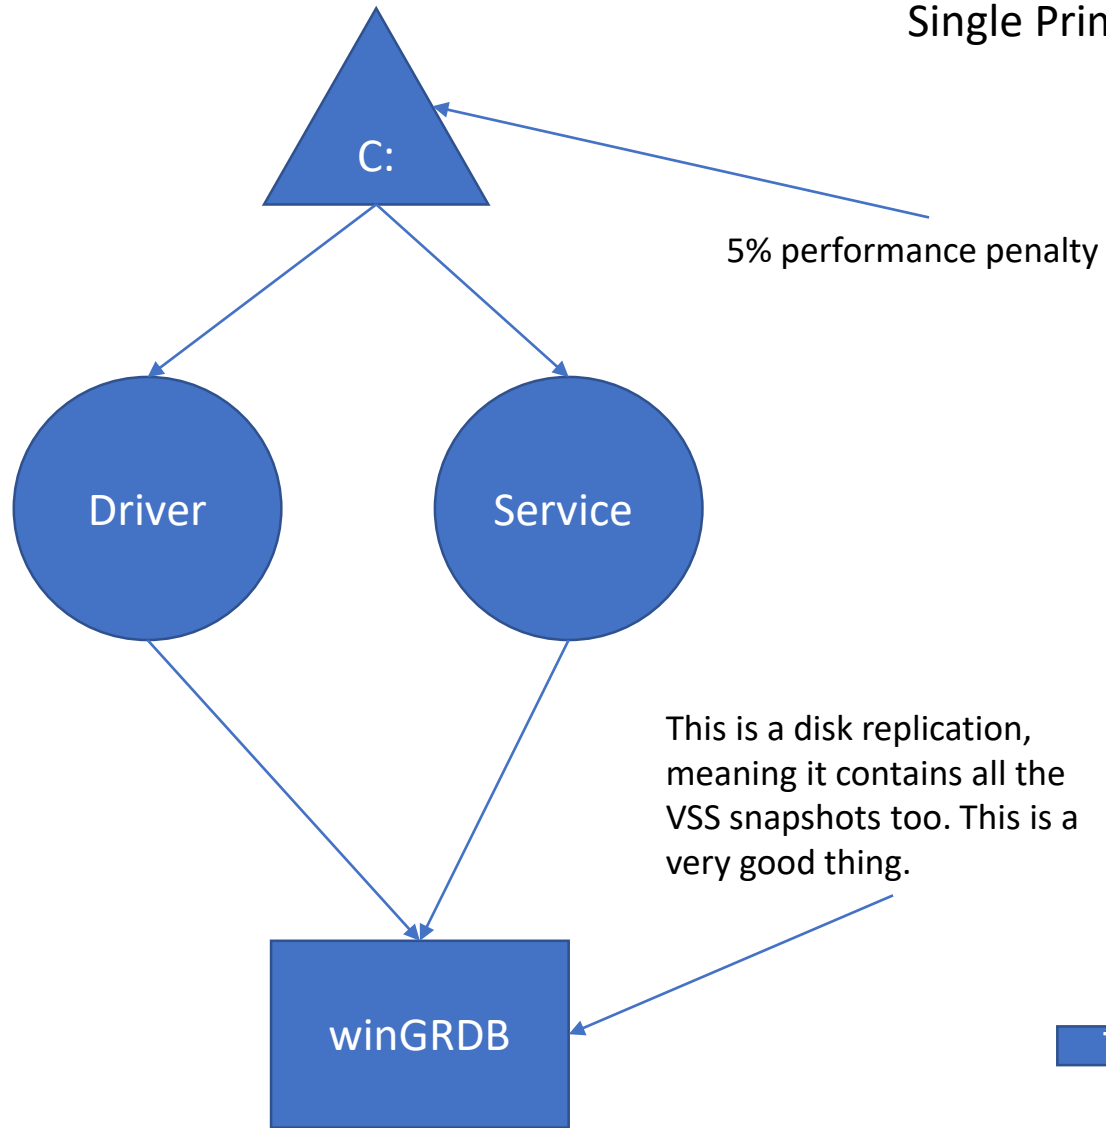 Single Prin
C:
5% performance penalty
Driver
Service
This is a disk replication,
meaning it contains all the
VSS snapshots too. This is a
very good thing.
winGRDB